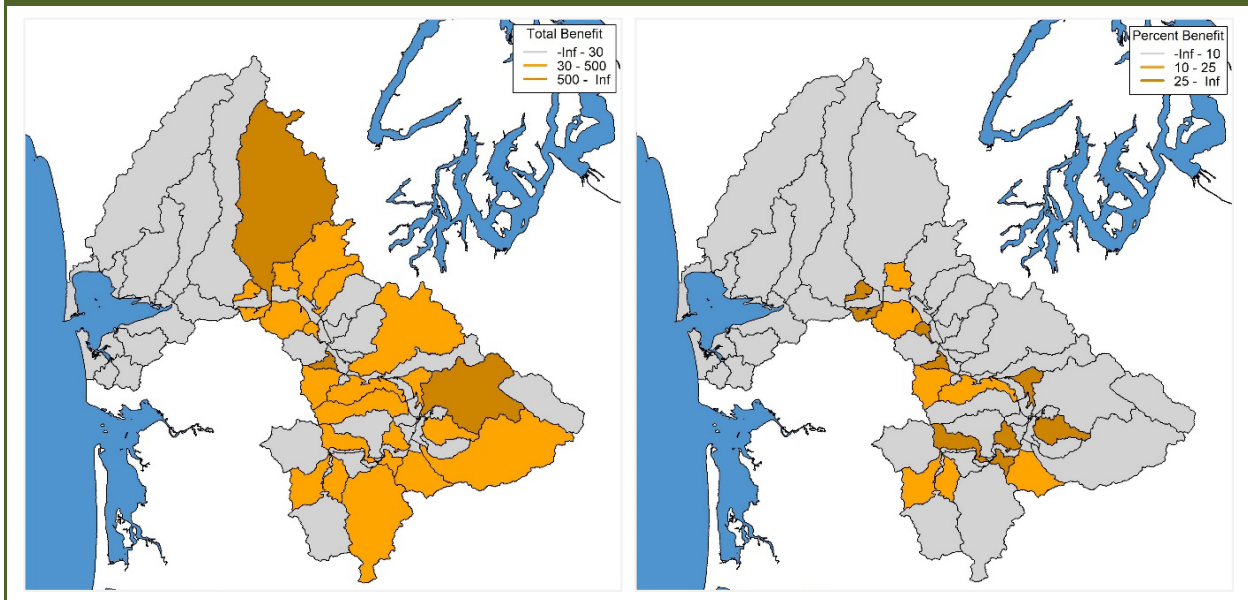 Total Benefit
-Inf - 30
30 - 500
500 - Inf
Percent Benefit
-Inf - 10
10 - 25
25 - Inf